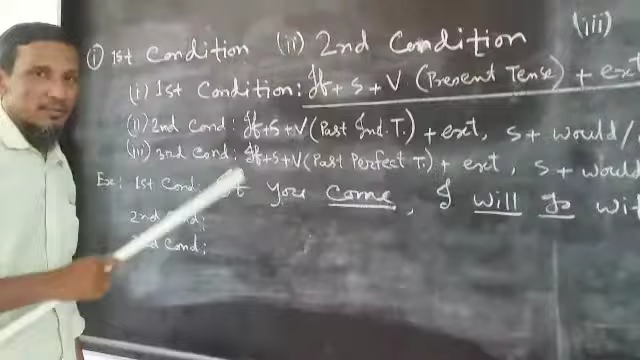 (i) 1st Condition (ii) 2nd Condition (iii)
(i) 1st Condition: If + S + V (Present Tense) + ext
(ii) 2nd Cond: If+S+V (Past Ind. T.) + ext, S + would/
(iii) 3rd Cond: If+S+V (Past Perfect T.) + ext, S + would
Ex: 1st Cond: If you come, I will go wit
2nd Cond;
Cond;